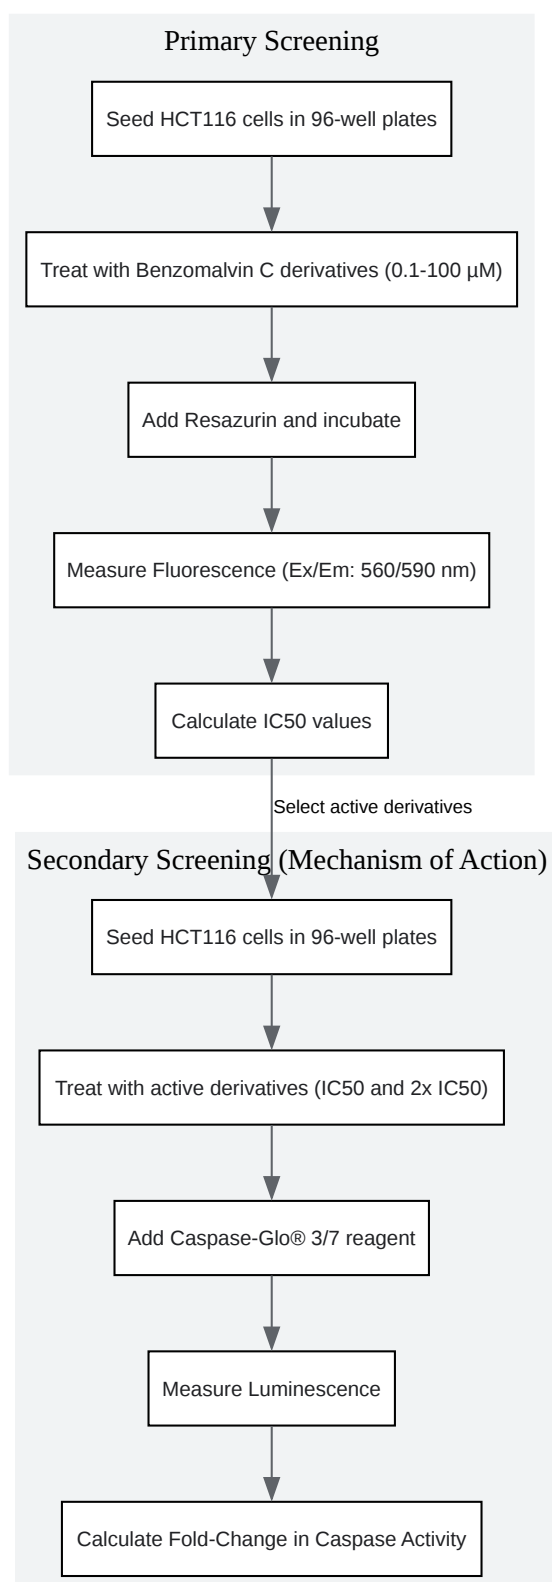 Primary Screening
Seed HCT116 cells in 96-well plates
Treat with Benzomalvin C derivatives (0.1-100 µM)
Add Resazurin and incubate
Measure Fluorescence (Ex/Em: 560/590 nm)
Calculate IC50 values
Select active derivatives
Secondary Screening (Mechanism of Action)
Seed HCT116 cells in 96-well plates
Treat with active derivatives (IC50 and 2x IC50)
Add Caspase-Glo® 3/7 reagent
Measure Luminescence
Calculate Fold-Change in Caspase Activity